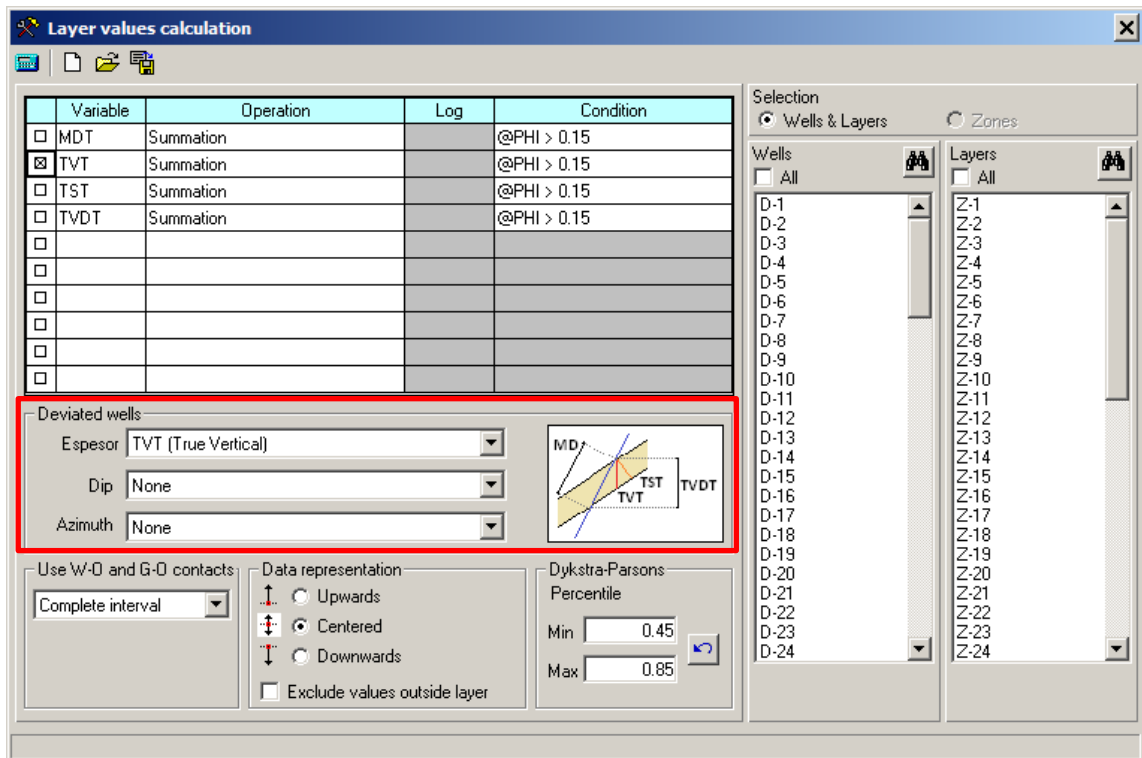 Layer values calculation
Variable Operation Log Condition
MDT Summation @PHI > 0.15
TVT Summation @PHI > 0.15
TST Summation @PHI > 0.15
TVDT Summation @PHI > 0.15
Deviated wells
Espesor TVT (True Vertical)
Dip None
Azimuth None
MD
TST
TVT
TVDT
Use W-O and G-O contacts
Complete interval
Data representation
Upwards
Centered
Downwards
Exclude values outside layer
Dykstra-Parsons
Percentile
Min 0.45
Max 0.85
Selection
Wells & Layers Zones
Wells
All
D-1
D-2
D-3
D-4
D-5
D-6
D-7
D-8
D-9
D-10
D-11
D-12
D-13
D-14
D-15
D-16
D-17
D-18
D-19
D-20
D-21
D-22
D-23
D-24
Layers
All
Z-1
Z-2
Z-3
Z-4
Z-5
Z-6
Z-7
Z-8
Z-9
Z-10
Z-11
Z-12
Z-13
Z-14
Z-15
Z-16
Z-17
Z-18
Z-19
Z-20
Z-21
Z-22
Z-23
Z-24